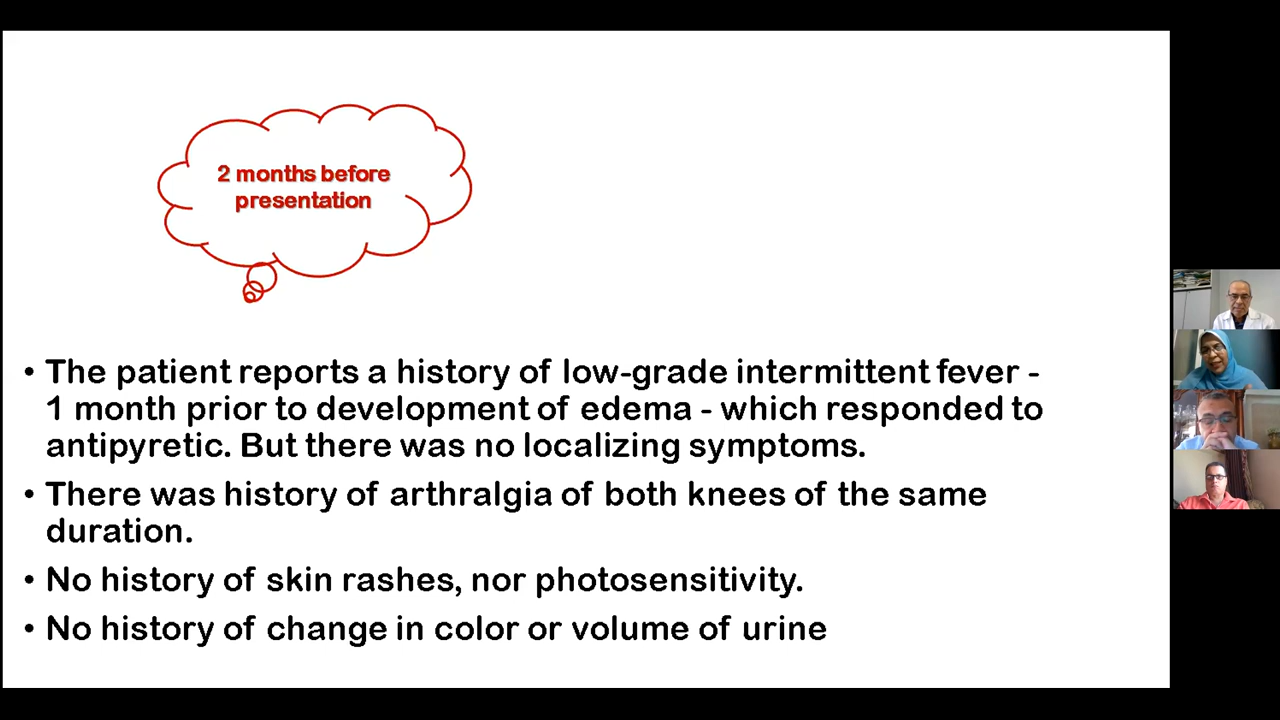 2 months before
presentation
• The patient reports a history of low-grade intermittent fever -
1 month prior to development of edema - which responded to
antipyretic. But there was no localizing symptoms.
• There was history of arthralgia of both knees of the same
duration.
• No history of skin rashes, nor photosensitivity.
• No history of change in color or volume of urine